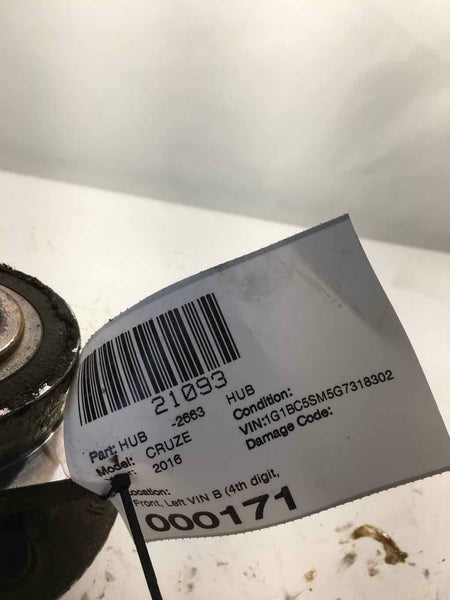 21093
Part: HUB -2663 HUB
Model: CRUZE Condition:
2016 VIN:1G1BC5SM5G7318302
Damage Code:
Location:
Front, Left VIN B (4th digit,
000171